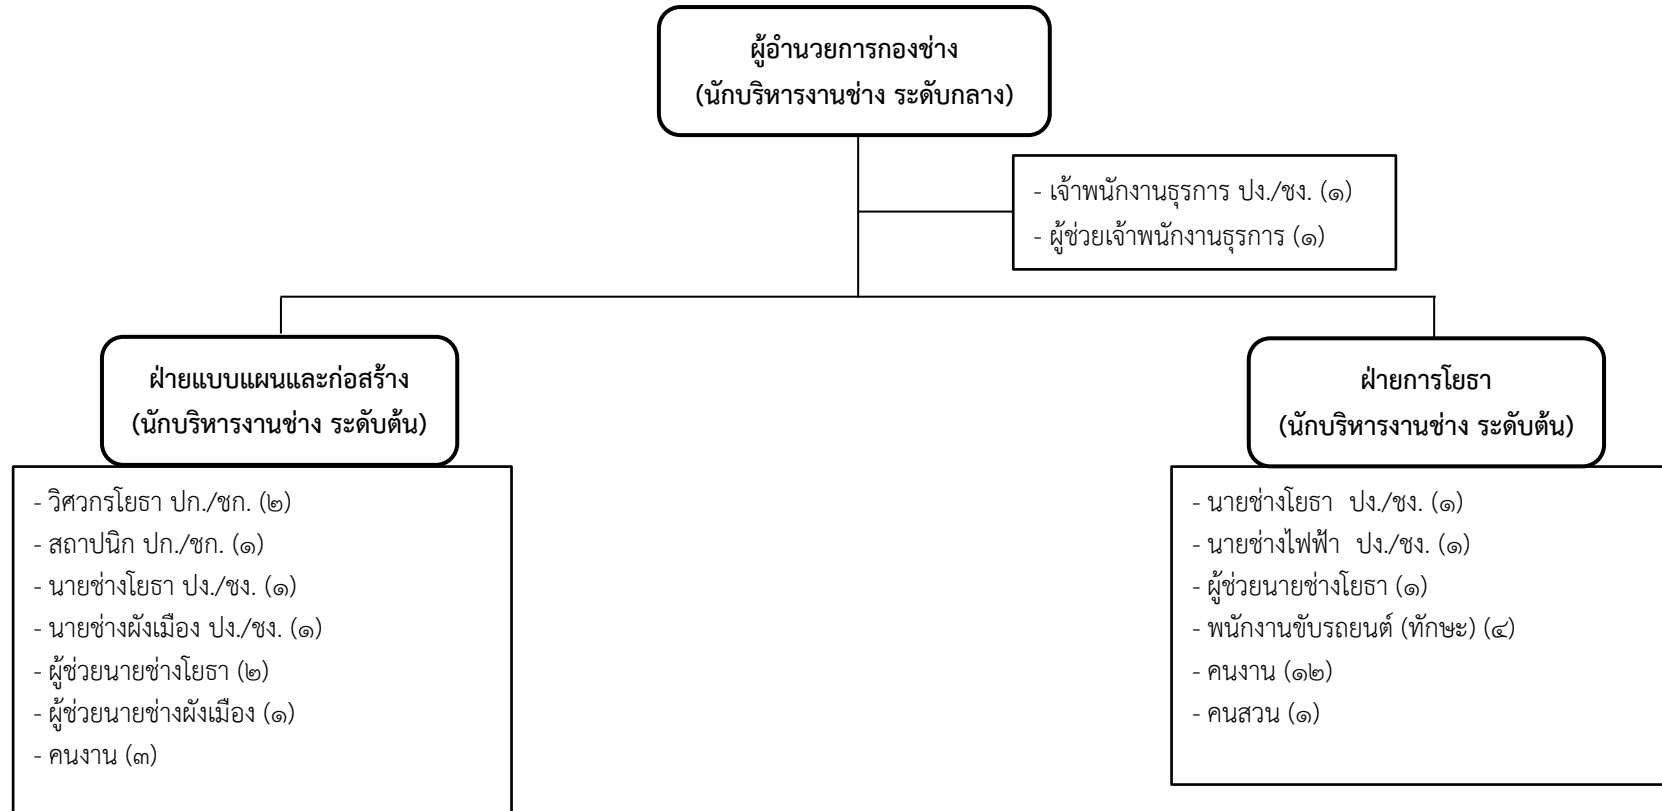 ผู้อำนวยการกองช่าง
(นักบริหารงานช่าง ระดับกลาง)
- เจ้าพนักงานธุรการ ปง./ชง. (๑)
- ผู้ช่วยเจ้าพนักงานธุรการ (๑)
ฝ่ายแบบแผนและก่อสร้าง
(นักบริหารงานช่าง ระดับต้น)
- วิศวกรโยธา ปก./ชก. (๒)
- สถาปนิก ปก./ชก. (๑)
- นายช่างโยธา ปง./ชง. (๑)
- นายช่างผังเมือง ปง./ชง. (๑)
- ผู้ช่วยนายช่างโยธา (๒)
- ผู้ช่วยนายช่างผังเมือง (๑)
- คนงาน (๓)
ฝ่ายการโยธา
(นักบริหารงานช่าง ระดับต้น)
- นายช่างโยธา  ปง./ชง. (๑)
- นายช่างไฟฟ้า  ปง./ชง. (๑)
- ผู้ช่วยนายช่างโยธา (๑)
- พนักงานขับรถยนต์ (ทักษะ) (๔)
- คนงาน (๑๒)
- คนสวน (๑)